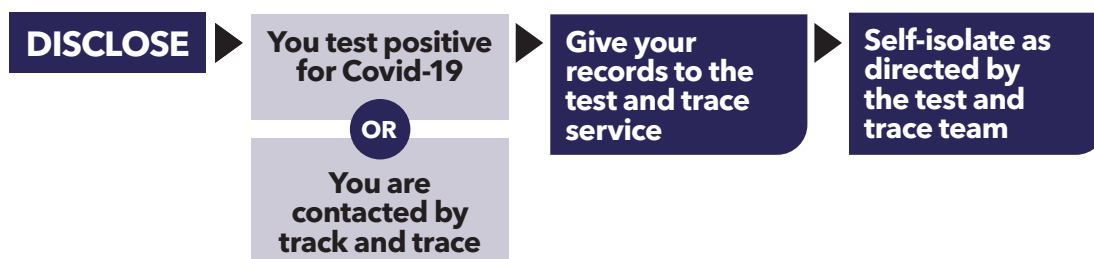 DISCLOSE
You test positive
for Covid-19
OR
You are
contacted by
track and trace
Give your
records to the
test and trace
service
Self-isolate as
directed by
the test and
trace team